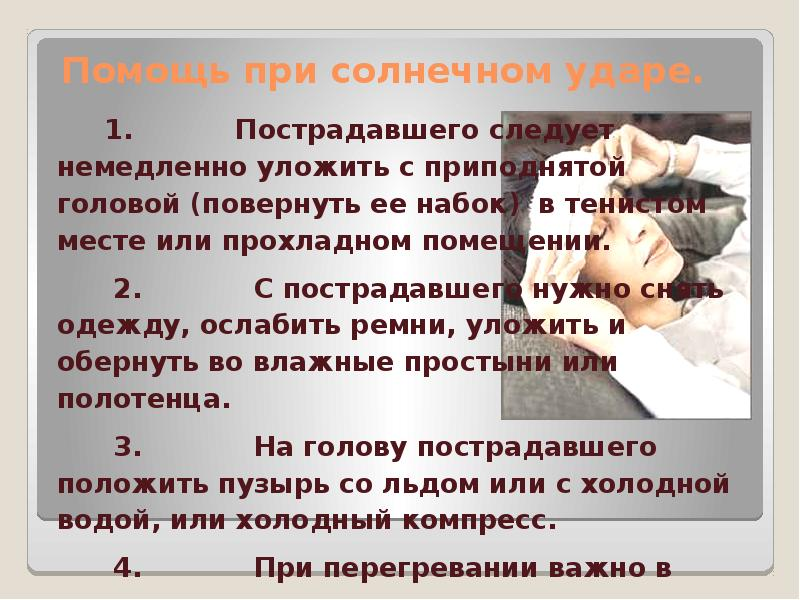 Помощь при солнечном ударе.
1. Пострадавшего следует
немедленно уложить с приподнятой
головой (повернуть ее набок) в тенистом
месте или прохладном помещении.
2. С пострадавшего нужно снять
одежду, ослабить ремни, уложить и
обернуть во влажные простыни или
полотенца.
3. На голову пострадавшего
положить пузырь со льдом или с холодной
водой, или холодный компресс.
4. При перегревании важно в